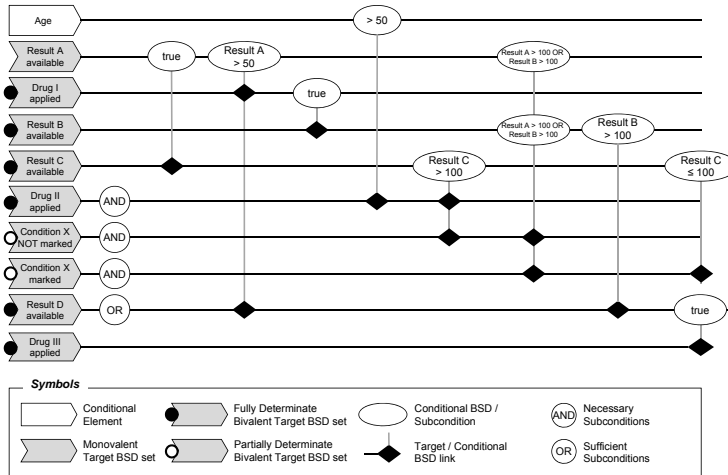 Age
> 50
Result A
available
true
Result A
> 50
Result A > 100 OR
Result B > 100
Drug I
applied
true
Result B
available
Result A > 100 OR
Result B > 100
Result B
> 100
Result C
available
Result C
> 100
Result C
≤ 100
Drug II
applied
AND
Condition X
NOT marked
AND
Condition X
marked
AND
Result D
available
OR
true
Drug III
applied
Symbols
Conditional
Element
Fully Determinate
Bivalent Target BSD set
Conditional BSD /
Subcondition
AND
Necessary
Subconditions
Monovalent
Target BSD set
Partially Determinate
Bivalent Target BSD set
Target / Conditional
BSD link
OR
Sufficient
Subconditions